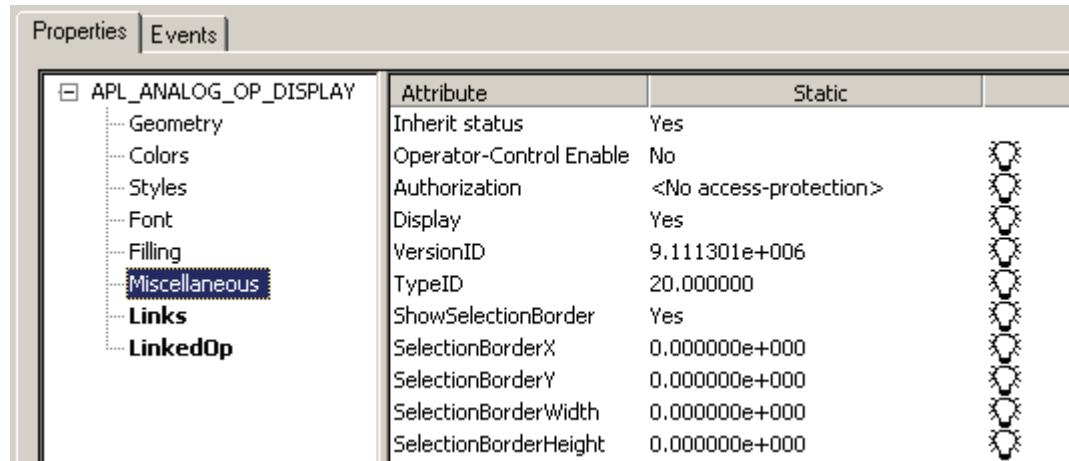 Properties Events
APL_ANALOG_OP_DISPLAY
Geometry
Colors
Styles
Font
Filling
Miscellaneous
Links
LinkedOp
Attribute Static
Inherit status Yes
Operator-Control Enable No
Authorization <No access-protection>
Display Yes
VersionID 9.111301e+006
TypeID 20.000000
ShowSelectionBorder Yes
SelectionBorderX 0.000000e+000
SelectionBorderY 0.000000e+000
SelectionBorderWidth 0.000000e+000
SelectionBorderHeight 0.000000e+000